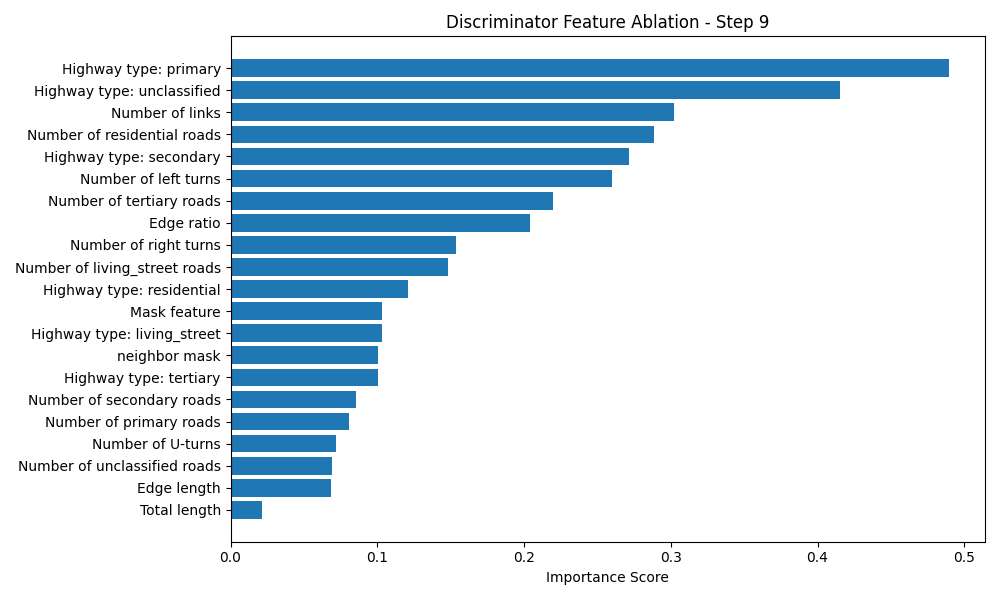 Discriminator Feature Ablation - Step 9
Highway type: primary
Highway type: unclassified
Number of links
Number of residential roads
Highway type: secondary
Number of left turns
Number of tertiary roads
Edge ratio
Number of right turns
Number of living_street roads
Highway type: residential
Mask feature
Highway type: living_street
neighbor mask
Highway type: tertiary
Number of secondary roads
Number of primary roads
Number of U-turns
Number of unclassified roads
Edge length
Total length
0.0 0.1 0.2 0.3 0.4 0.5
Importance Score